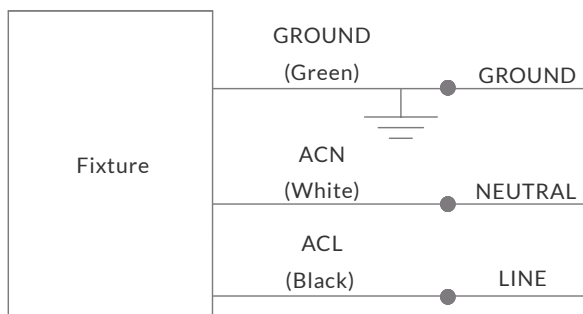 GROUND
(Green)
GROUND
Fixture
ACN
(White)
NEUTRAL
ACL
(Black)
LINE